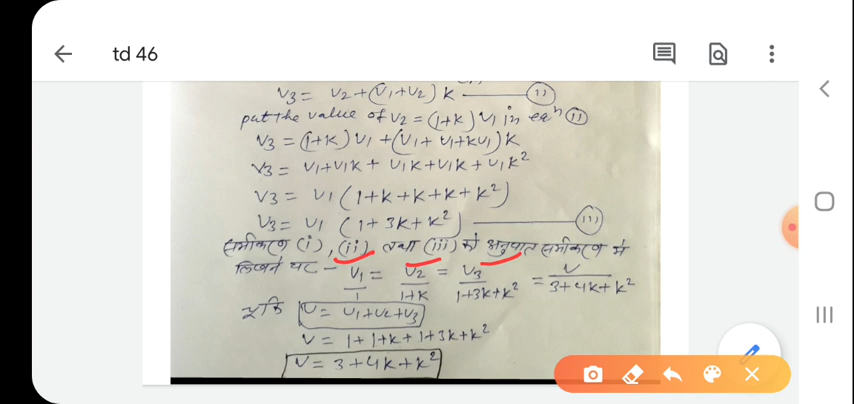 td 46
V3 = V2+(V1+V2) K ——— (11)
put the value of V2 = (1+K) V1 in eqn (11)
V3 = (1+K) V1 + (V1+ V1+KV1) K
V3 = V1+V1K + V1K+V1K+V1K²
V3 = V1 (1+K+K+K+K²)
V3 = V1 (1+3K+K²) ——— (111)
समीकरण (i), (ii) तथा (iii) को अनुपात समीकरण मे
लिखने पर - V1/1 = V2/1+K = V3/1+3K+K² = V/3+4K+K²
चूकि V = V1+V2+V3
V = 1+1+K+1+3K+K²
V = 3+4K+K²